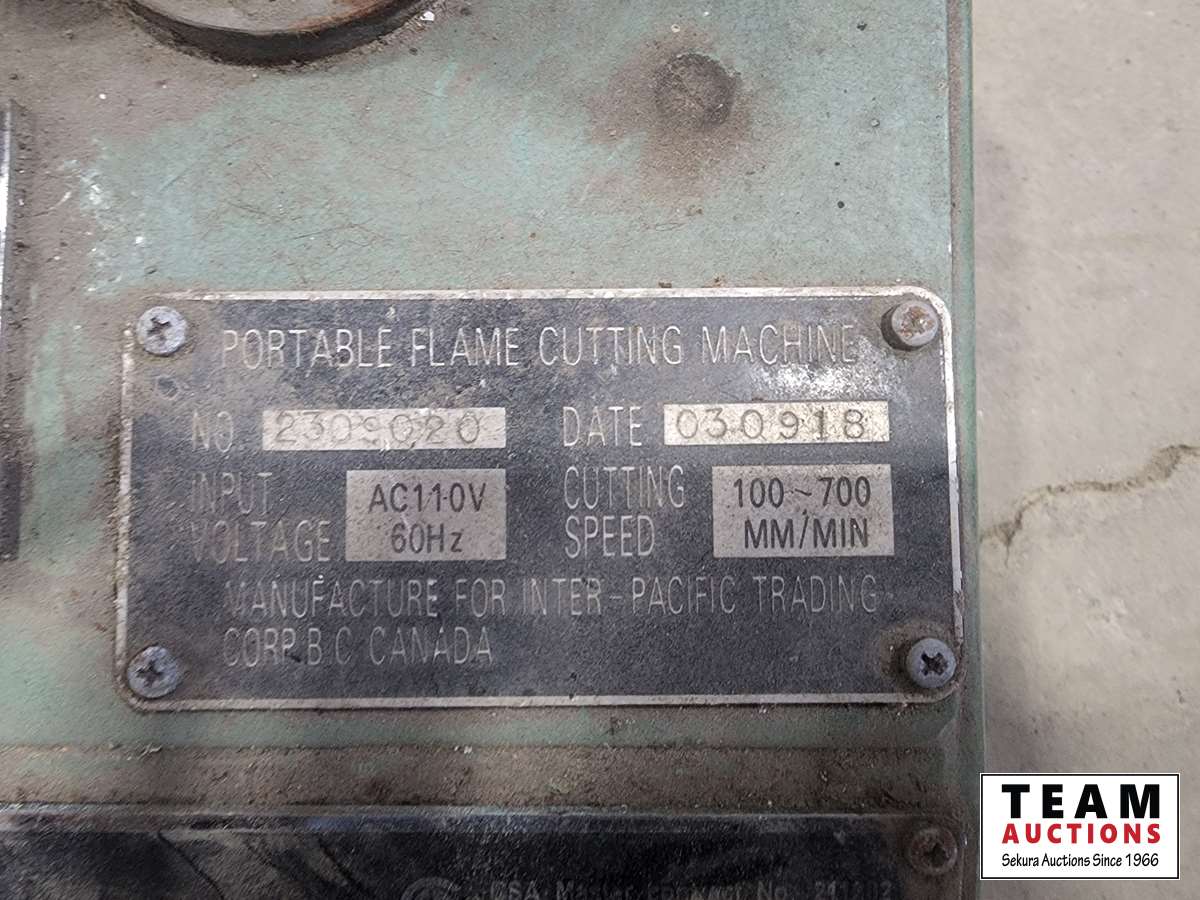 PORTABLE FLAME CUTTING MACHINE
NO. 2309020 DATE 030918
INPUT VOLTAGE AC110V 60Hz CUTTING SPEED 100~700 MM/MIN
MANUFACTURE FOR INTER-PACIFIC TRADING
CORP.B.C CANADA
No.
TEAM
AUCTIONS
Sekura Auctions Since 1966